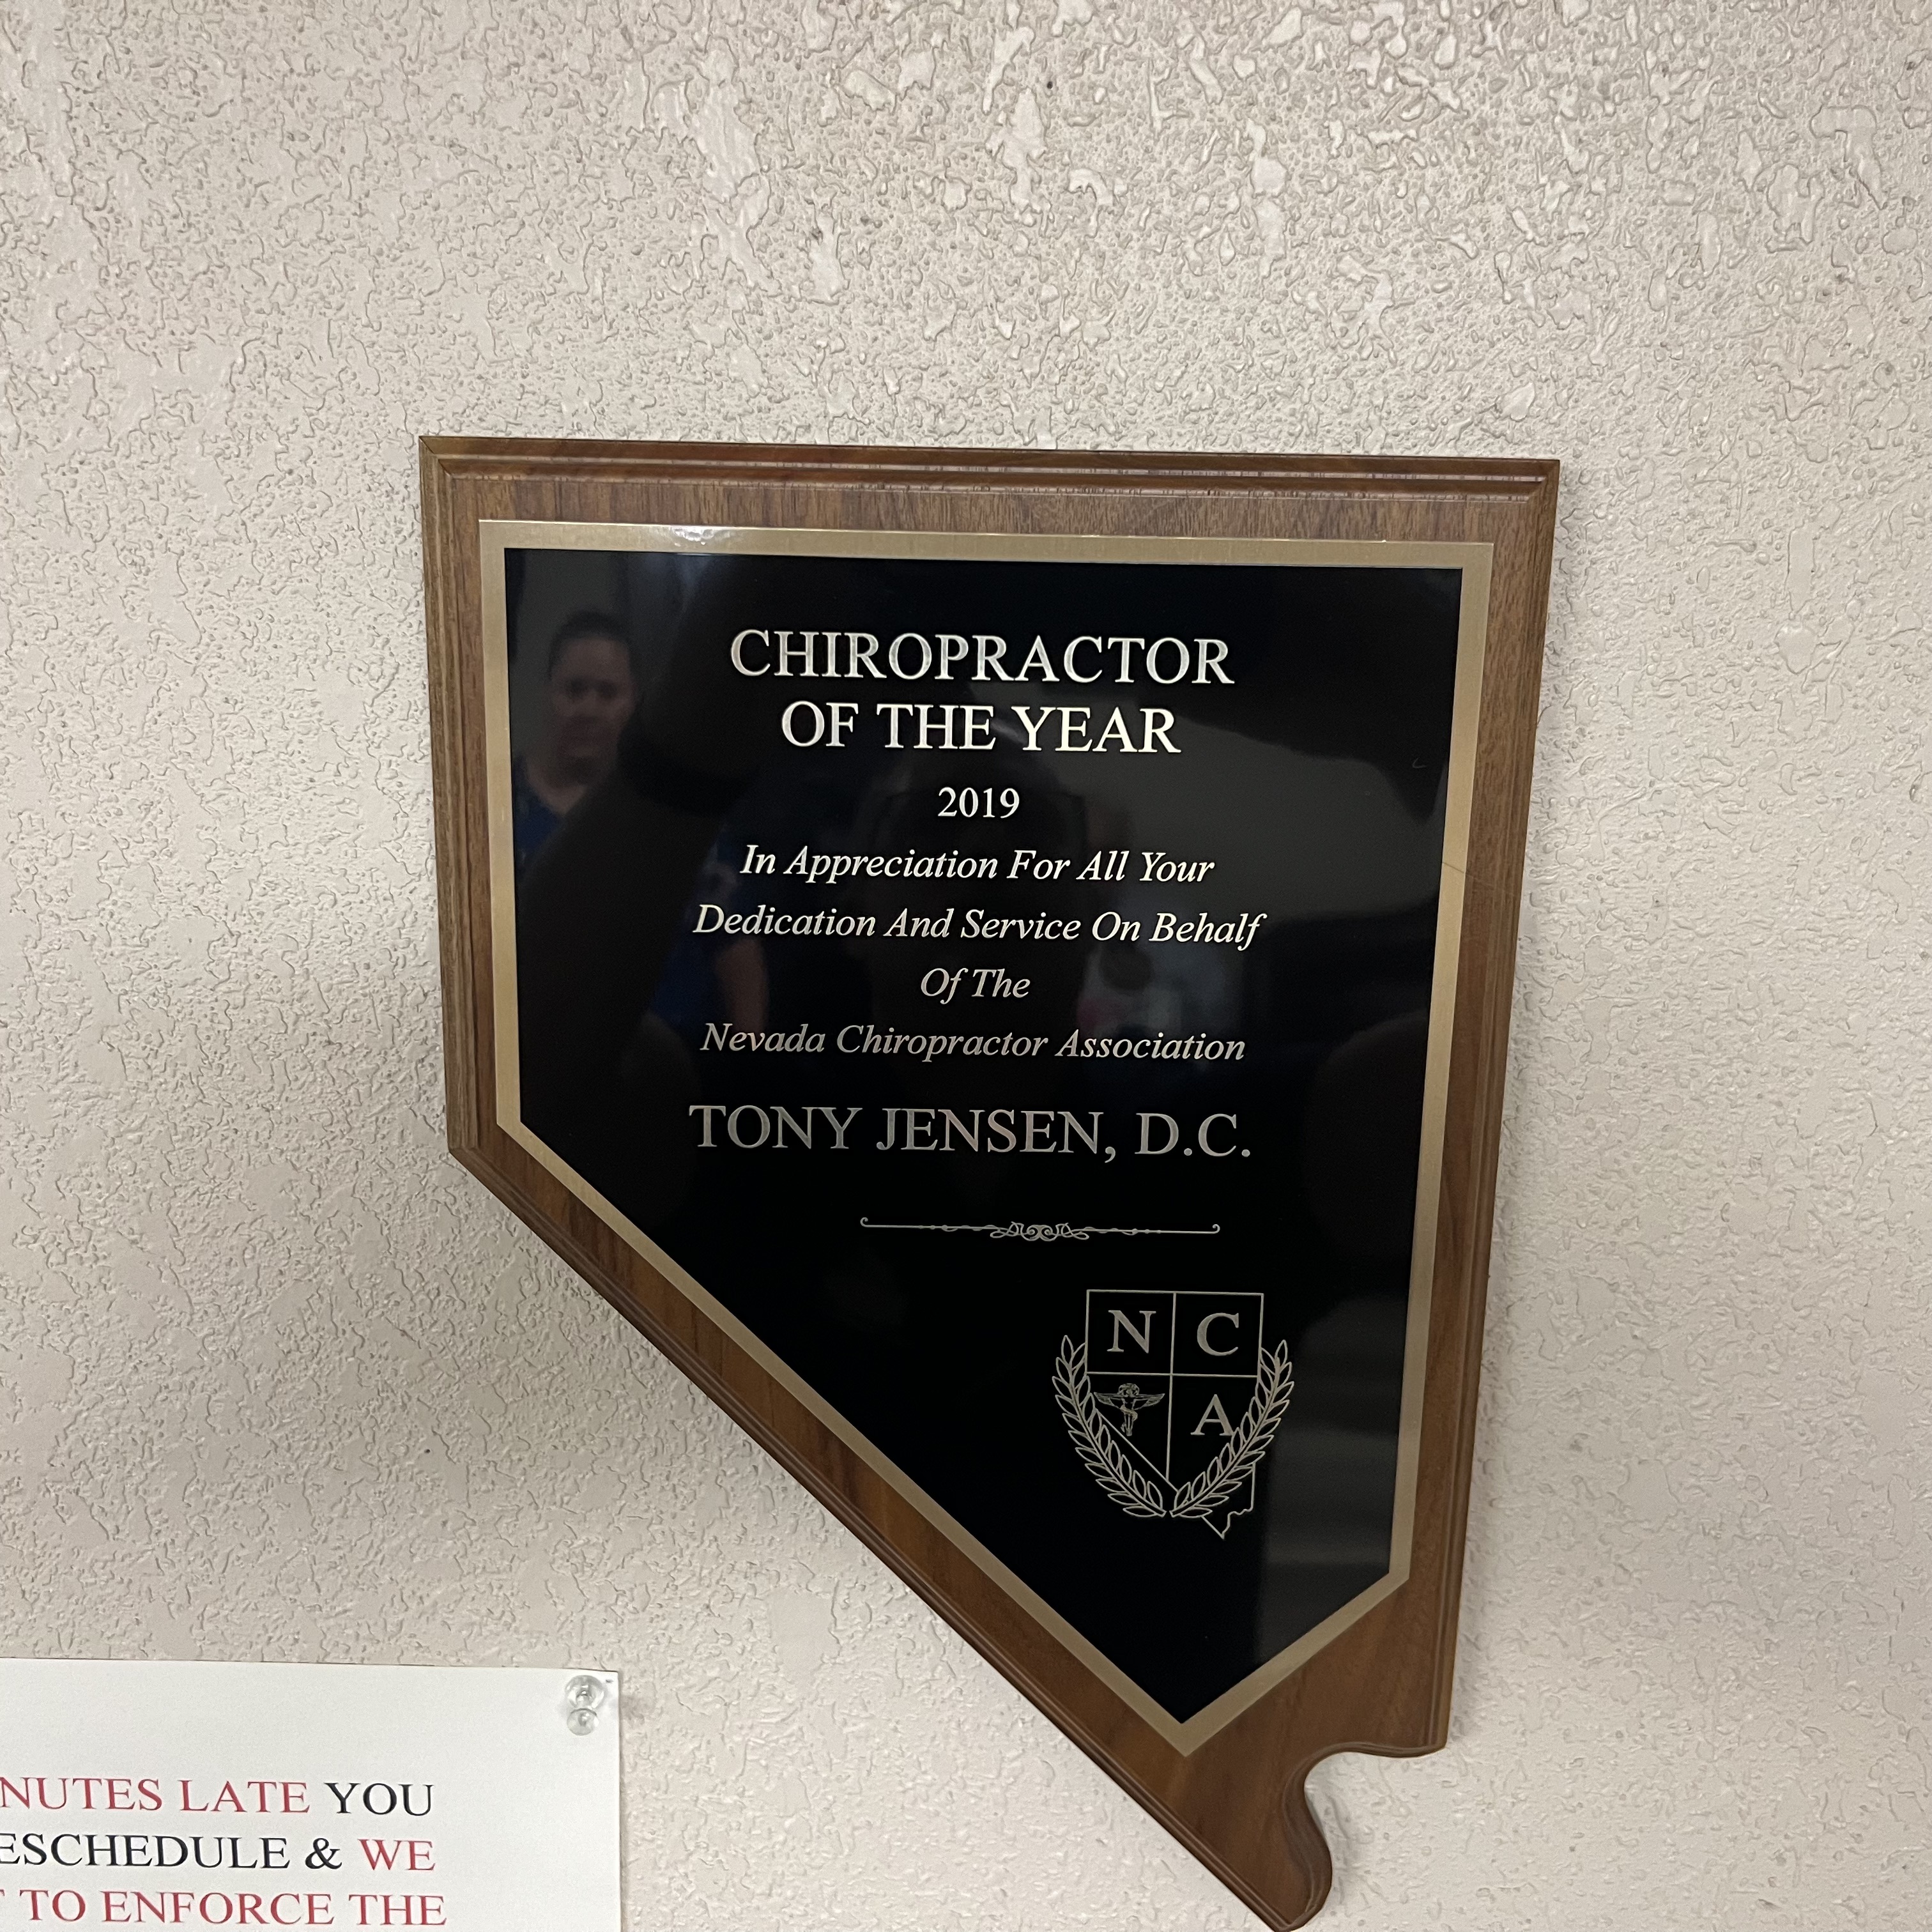 CHIROPRACTOR
OF THE YEAR
2019
In Appreciation For All Your
Dedication And Service On Behalf
Of The
Nevada Chiropractor Association
TONY JENSEN, D.C.
N C
A
NUTES LATE YOU
ESCHEDULE & WE
TO ENFORCE THE